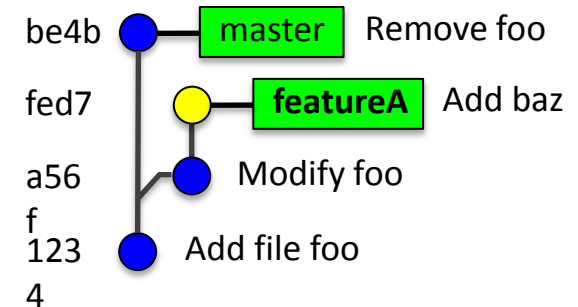 be4b master Remove foo
fed7 featureA Add baz
a56 Modify foo
f
123 Add file foo
4